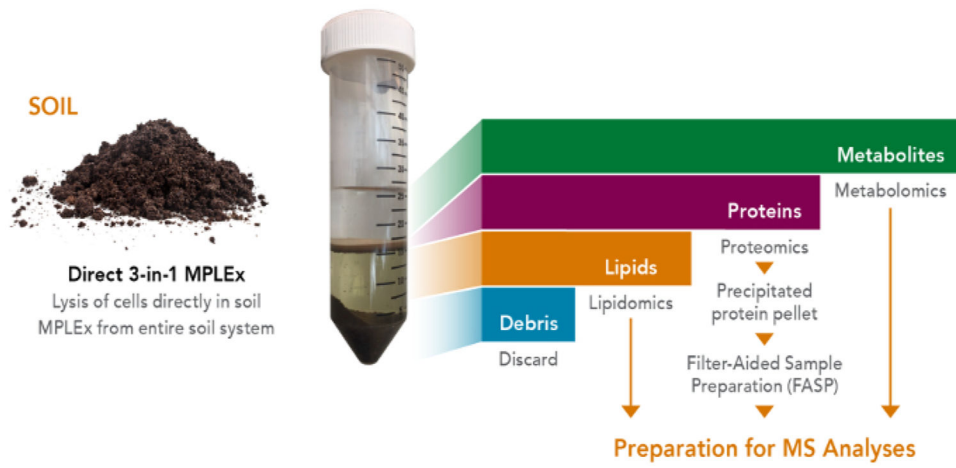 SOIL
Direct 3-in-1 MPLEx
Lysis of cells directly in soil
MPLEx from entire soil system
Metabolites
Metabolomics
Proteins
Proteomics
Precipitated
protein pellet
Filter-Aided Sample
Preparation (FASP)
Lipids
Lipidomics
Debris
Discard
Preparation for MS Analyses